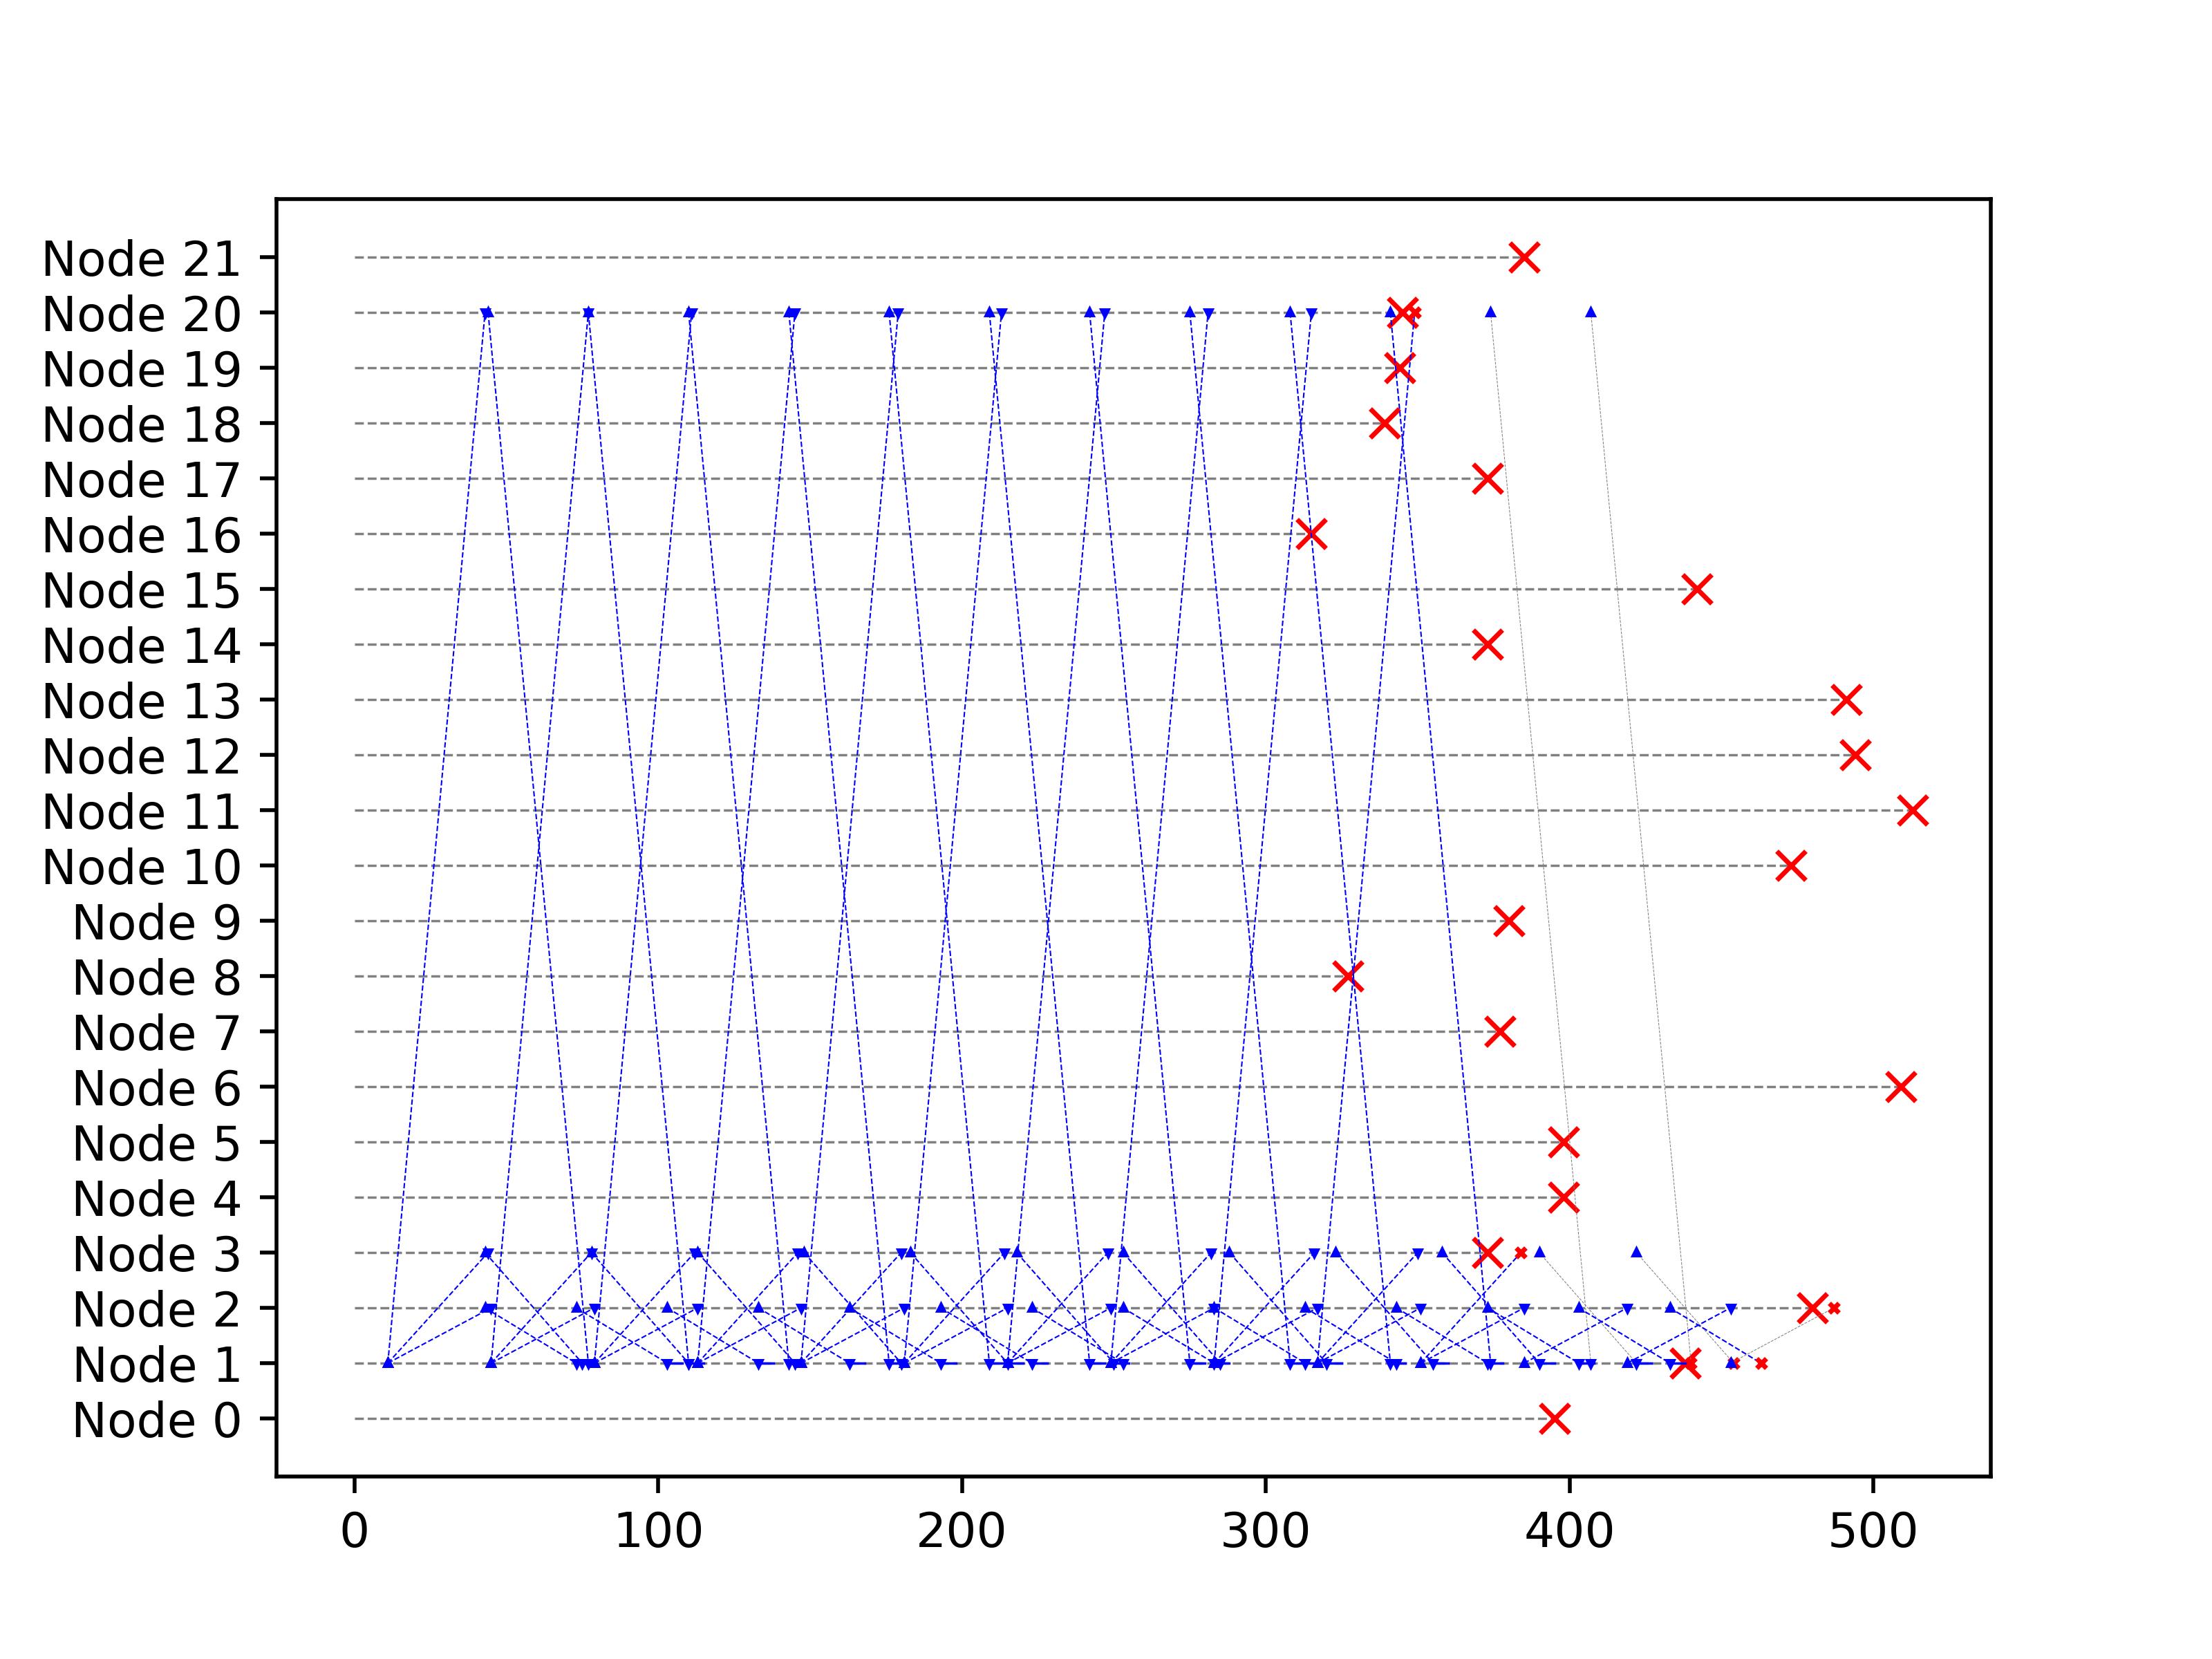 Node 21
Node 20
Node 19
Node 18
Node 17
Node 16
Node 15
Node 14
Node 13
Node 12
Node 11
Node 10
Node 9
Node 8
Node 7
Node 6
Node 5
Node 4
Node 3
Node 2
Node 1
Node 0
0 100 200 300 400 500